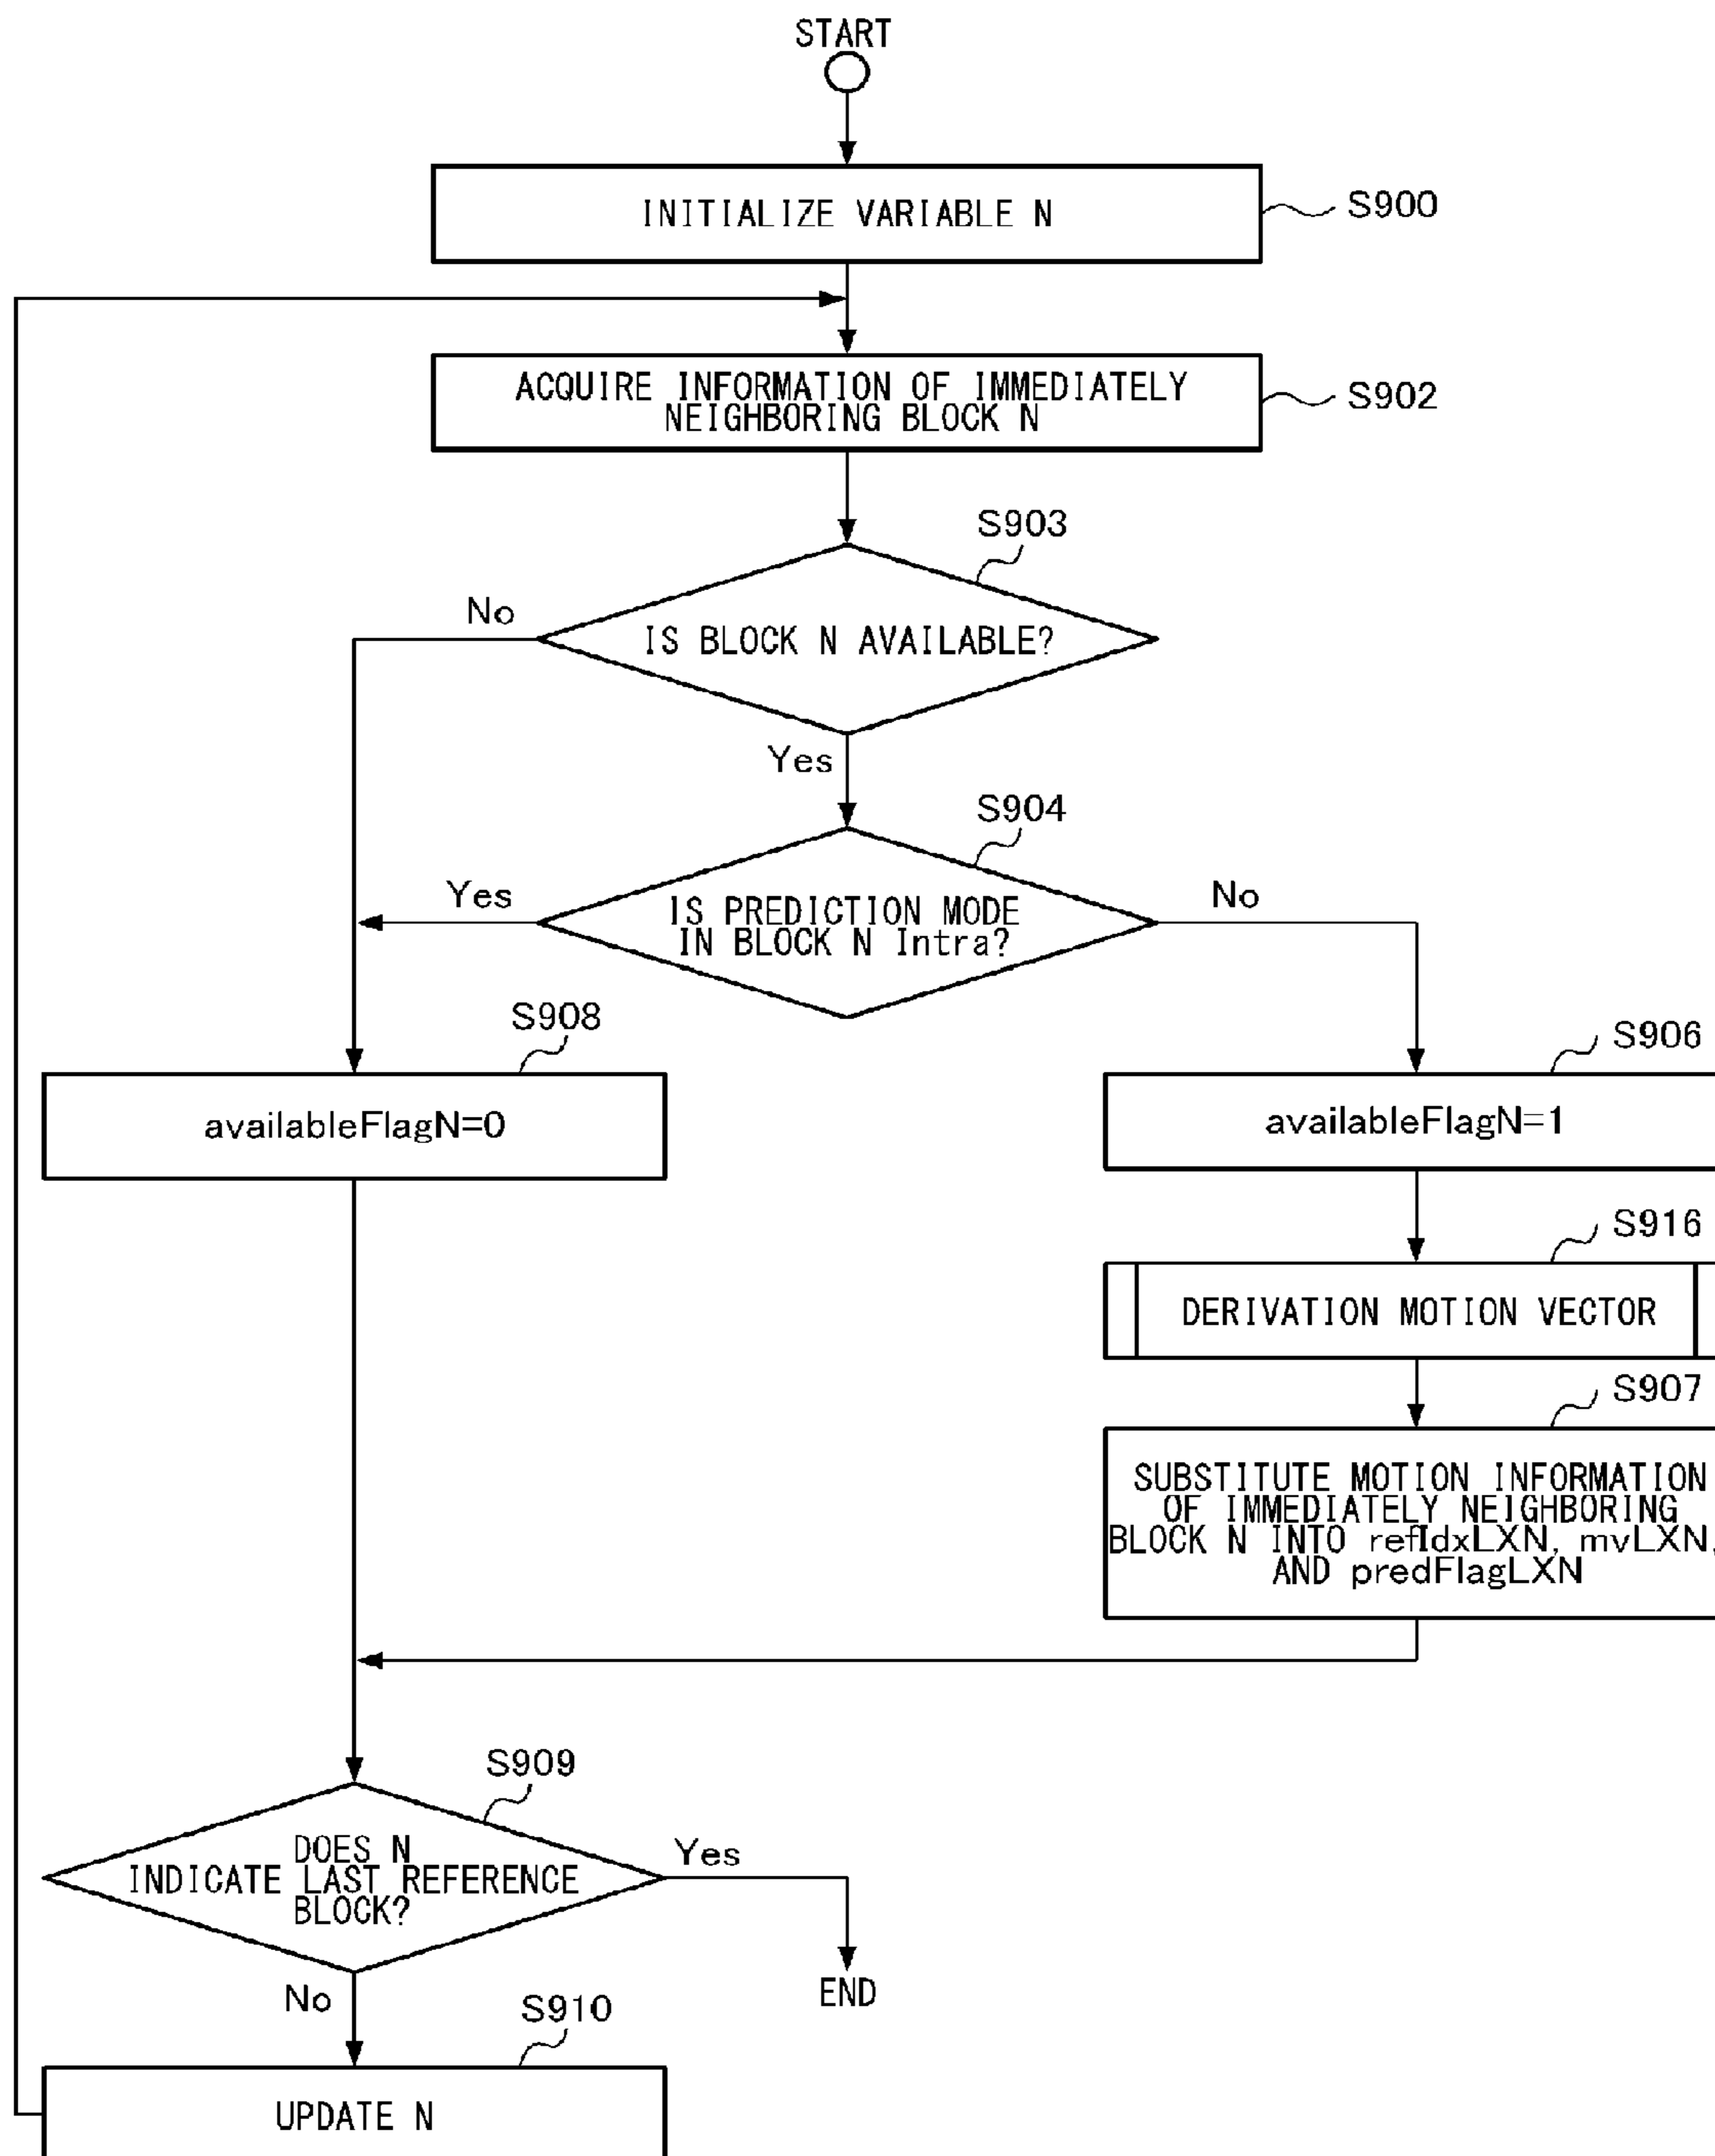 START
INITIALIZE VARIABLE N
S900
ACQUIRE INFORMATION OF IMMEDIATELY
NEIGHBORING BLOCK N
S902
S903
No
IS BLOCK N AVAILABLE?
Yes
S904
Yes
IS PREDICTION MODE
IN BLOCK N Intra?
No
S908
availableFlagN=0
S906
availableFlagN=1
S916
DERIVATION MOTION VECTOR
S907
SUBSTITUTE MOTION INFORMATION
OF IMMEDIATELY NEIGHBORING
BLOCK N INTO refIdxLXN, mvLXN,
AND predFlagLXN
S909
DOES N
INDICATE LAST REFERENCE
BLOCK?
Yes
END
No
S910
UPDATE N